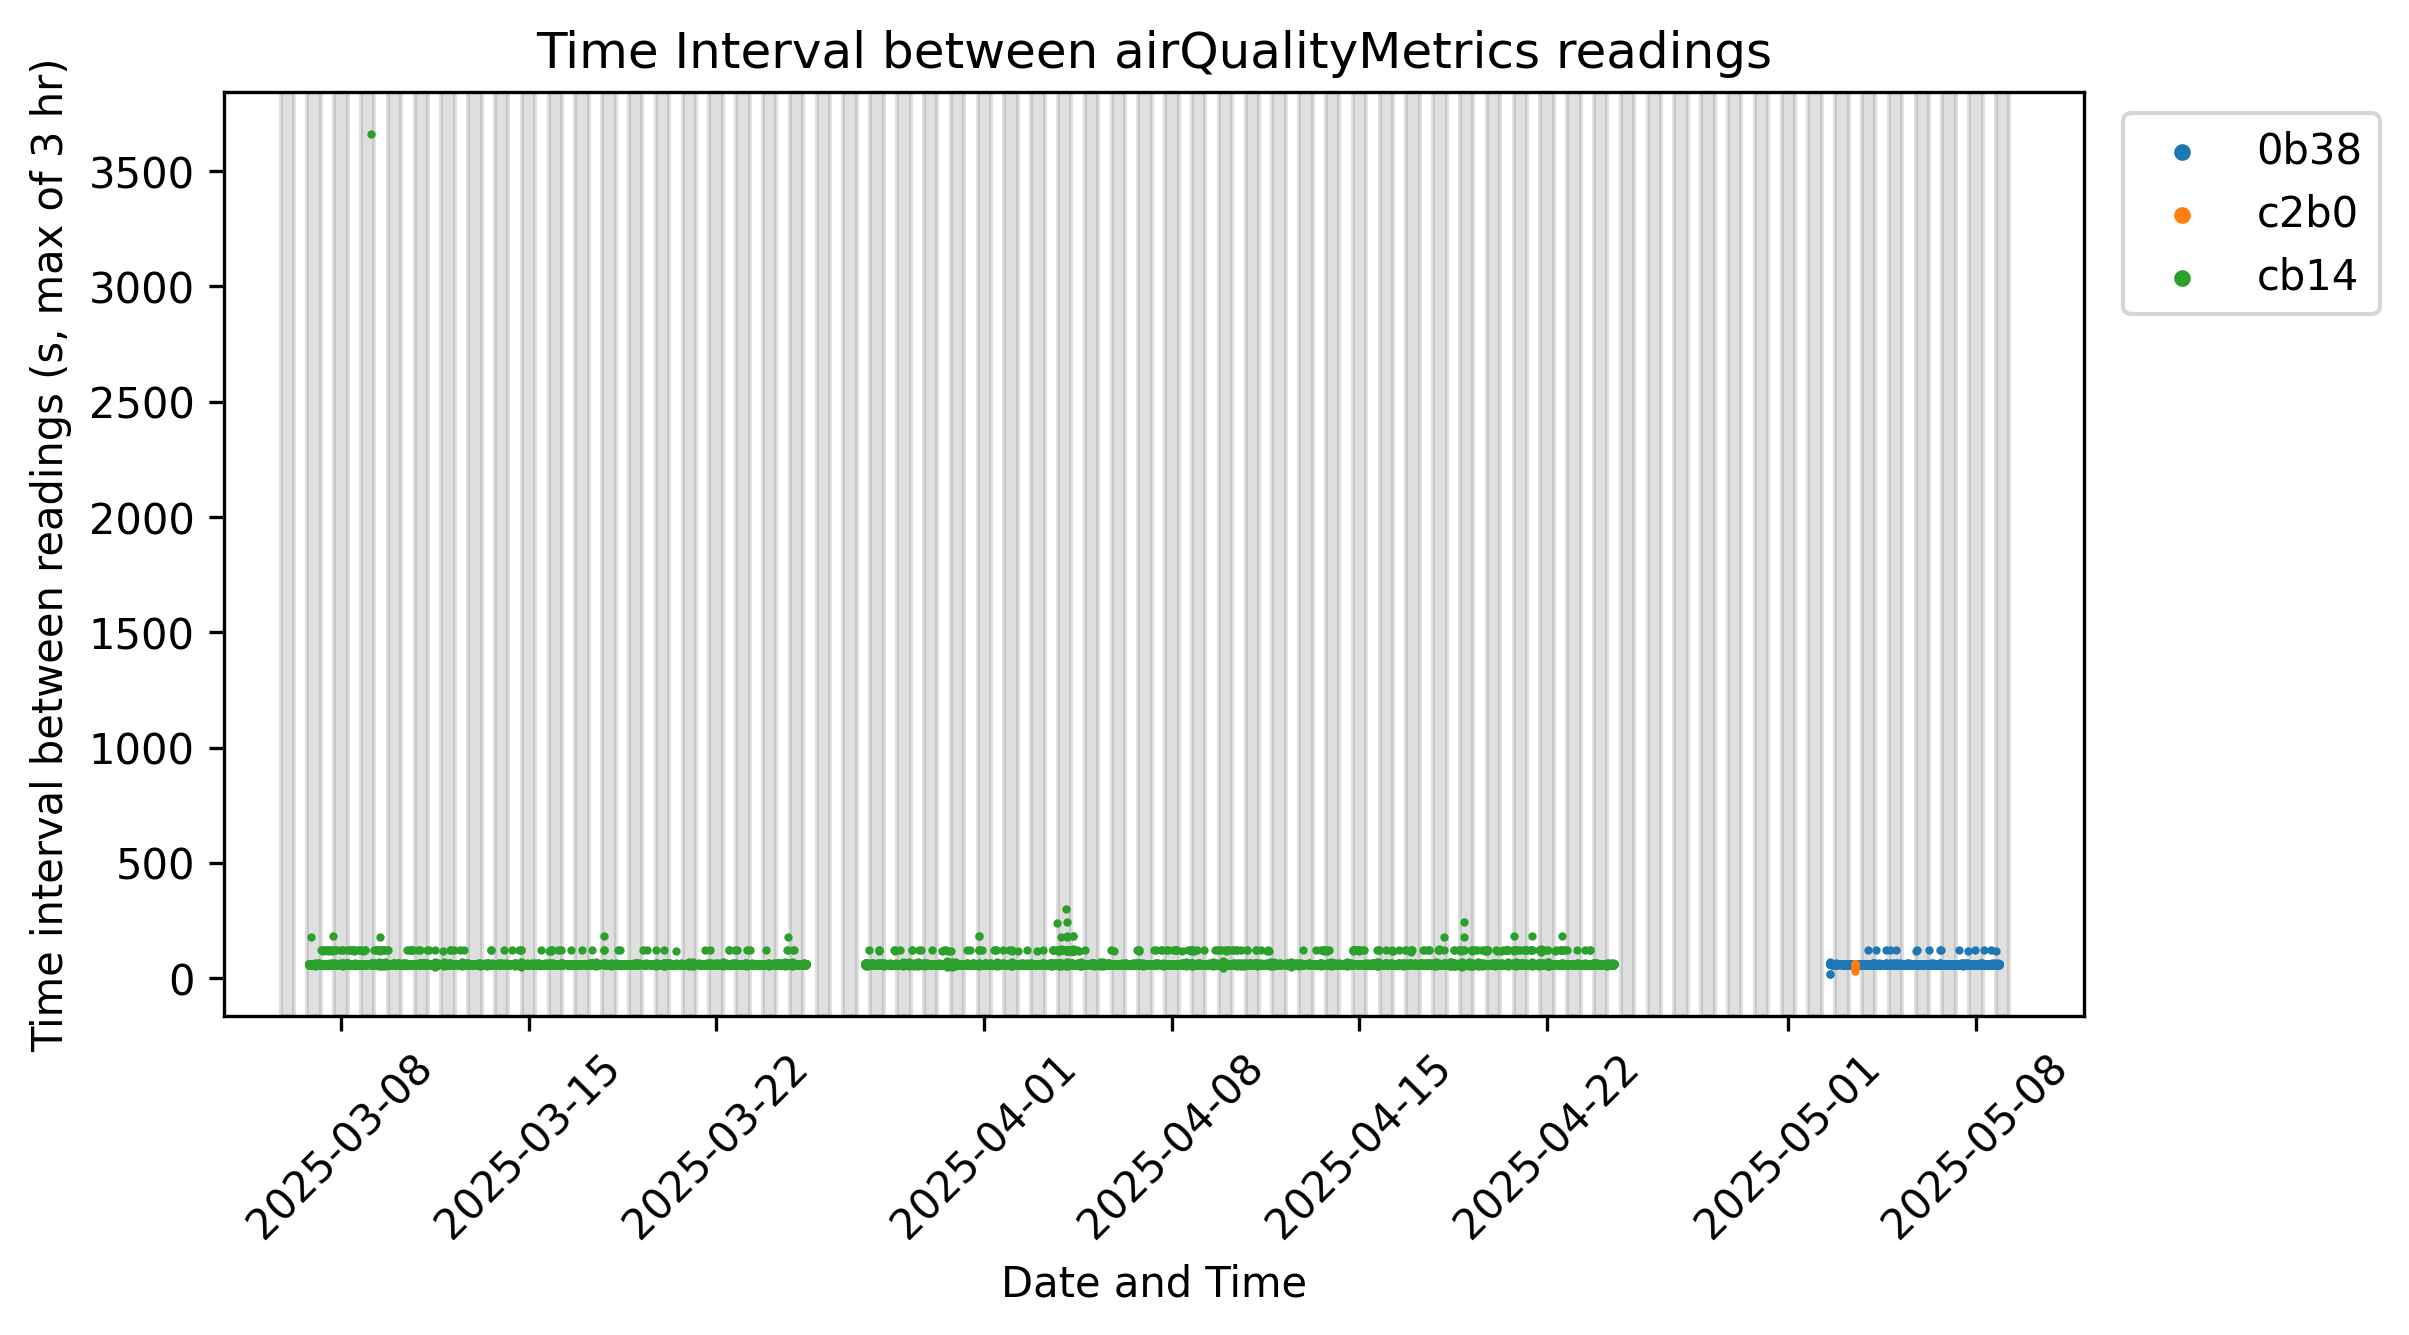 Time Interval between airQualityMetrics readings
Time interval between readings (s, max of 3 hr)
3500
3000
2500
2000
1500
1000
500
0
2025-03-08
2025-03-15
2025-03-22
2025-04-01
2025-04-08
2025-04-15
2025-04-22
2025-05-01
2025-05-08
Date and Time
0b38
c2b0
cb14